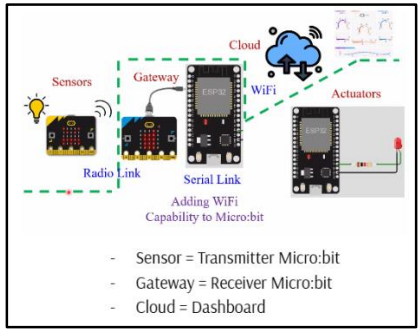 Cloud
Sensors
Gateway
WiFi
Actuators
ESP32
ESP32
Radio Link
Serial Link
Adding WiFi
Capability to Micro:bit
- Sensor = Transmitter Micro:bit
- Gateway = Receiver Micro:bit
- Cloud = Dashboard